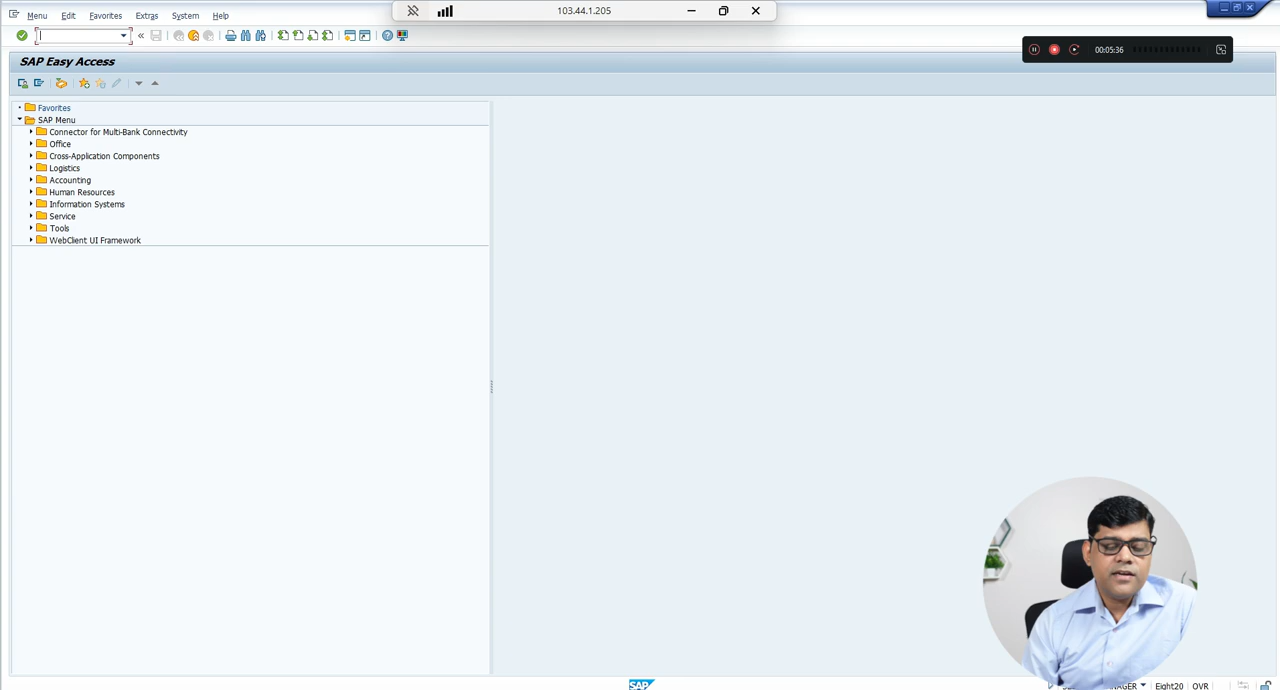 Menu Edit Favorites Extras System Help
103.44.1.205
00:05:36
SAP Easy Access
Favorites
SAP Menu
Connector for Multi-Bank Connectivity
Office
Cross-Application Components
Logistics
Accounting
Human Resources
Information Systems
Service
Tools
WebClient UI Framework
SAP
Eight20 OVR